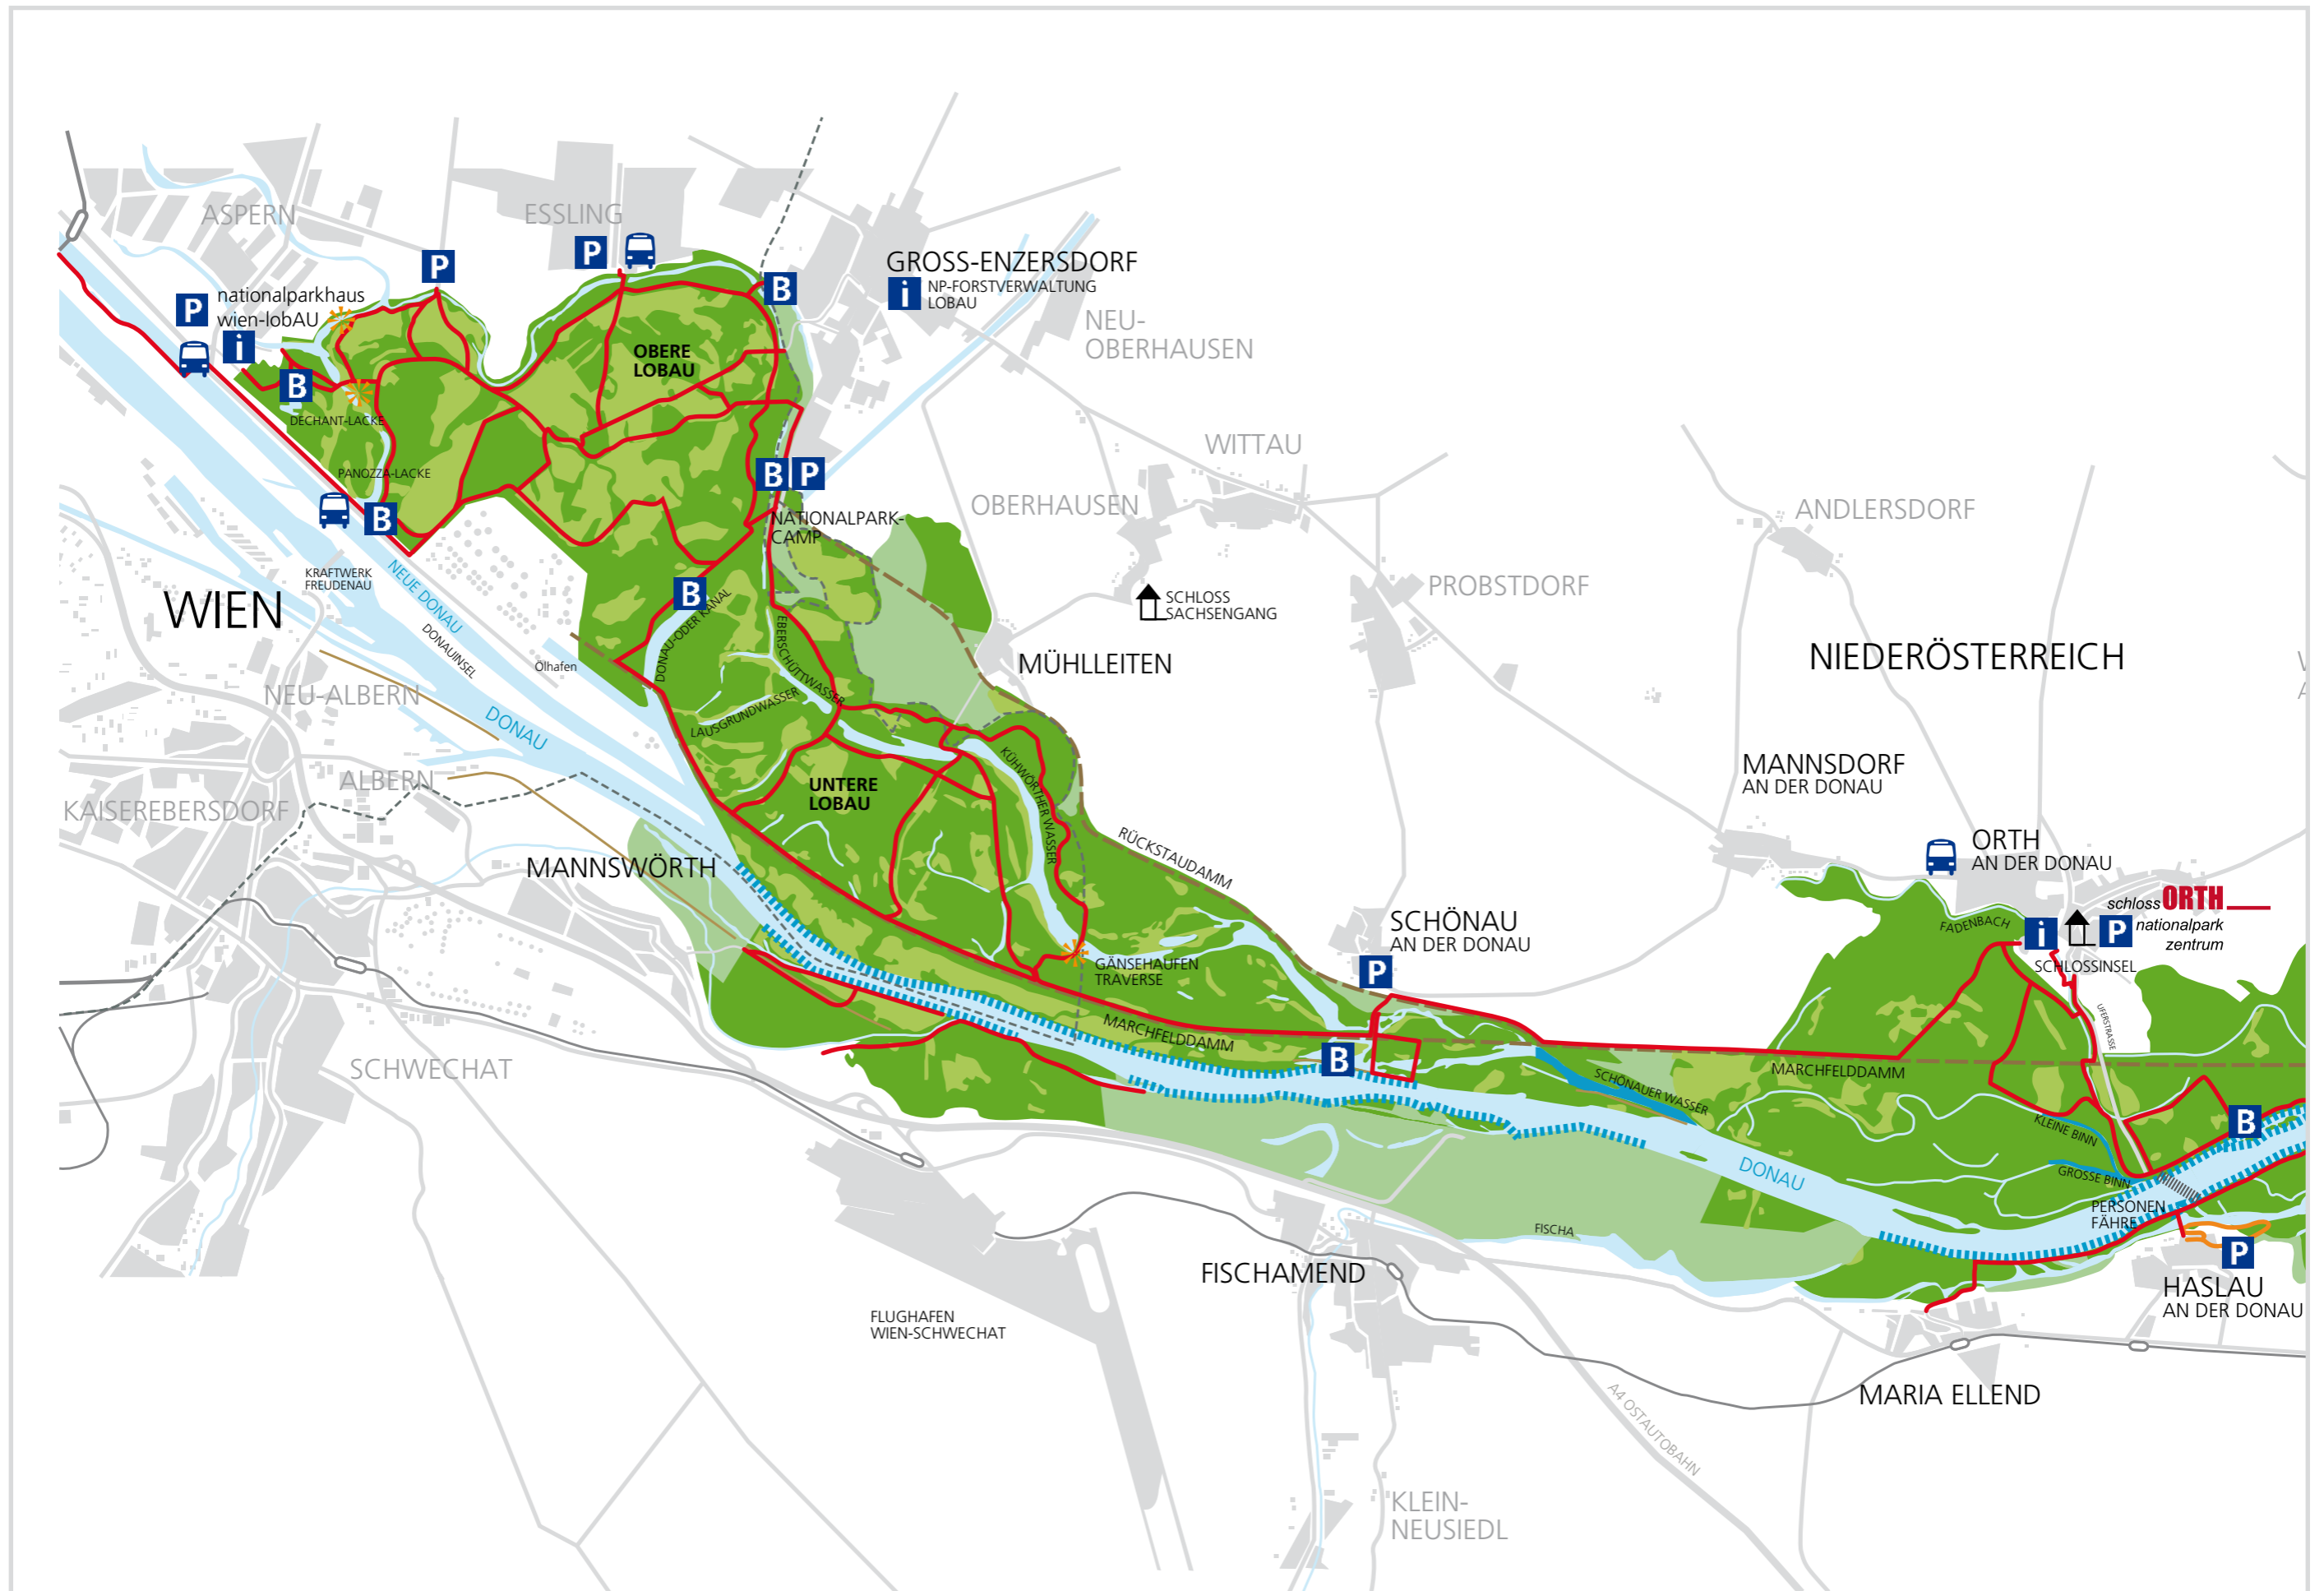 ASPERN
ESSLING
P
P
B
GROSS-ENZERSDORF
i
NP-FORSTVERWALTUNG
LOBAU
P
nationalparkhaus
wien-lobAU
i
B
NEU-
OBERHAUSEN
OBERE
LOBAU
DECHANT-LACKE
PANOZZA-LACKE
B
B P
WITTAU
OBERHAUSEN
NATIONALPARK-
CAMP
ANDLERSDORF
KRAFTWERK
FREUDENAU
NEUE DONAU
WIEN
DONAUINSEL
B
DONAU-ODER KANAL
EBERSCHÜTTWASSER
SCHLOSS
SACHSENGANG
PROBSTDORF
Ölhafen
MÜHLLEITEN
NIEDERÖSTERREICH
NEU-ALBERN
DONAU
LAUSGRUNDWASSER
ALBERN
KAISEREBERSDORF
UNTERE
LOBAU
KÜHWÖRTHER WASSER
MANNSDORF
AN DER DONAU
RÜCKSTAUDAMM
MANNSWÖRTH
ORTH
AN DER DONAU
schloss ORTH
nationalpark
zentrum
FADENBACH
i
P
SCHLOSSINSEL
SCHÖNAU
AN DER DONAU
P
GÄNSEHAUFEN
TRAVERSE
UFERSTRASSE
MARCHFELDDAMM
B
SCHWECHAT
SCHÖNAUER WASSER
MARCHFELDDAMM
KLEINE BINN
B
GROSSE BINN
DONAU
PERSONEN
FÄHRE
P
FISCHA
FISCHAMEND
HASLAU
AN DER DONAU
FLUGHAFEN
WIEN-SCHWECHAT
MARIA ELLEND
A4 OSTAUTOBAHN
KLEIN-
NEUSIEDL